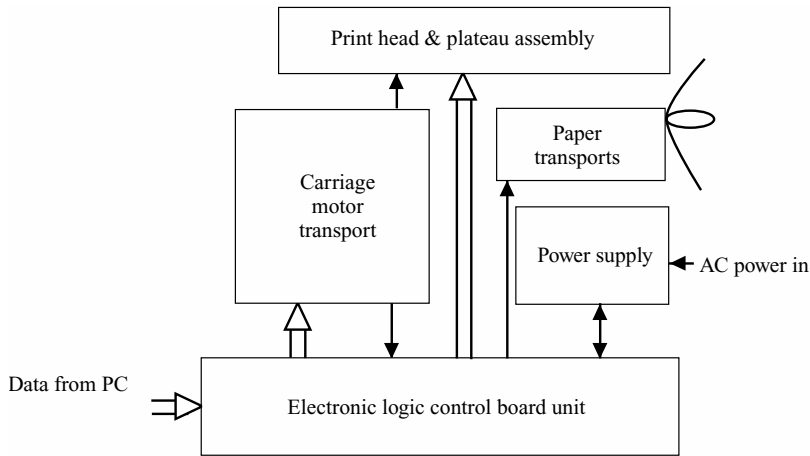 Print head & plateau assembly
Paper
transports
Carriage
motor
transport
Power supply
AC power in
Data from PC
Electronic logic control board unit